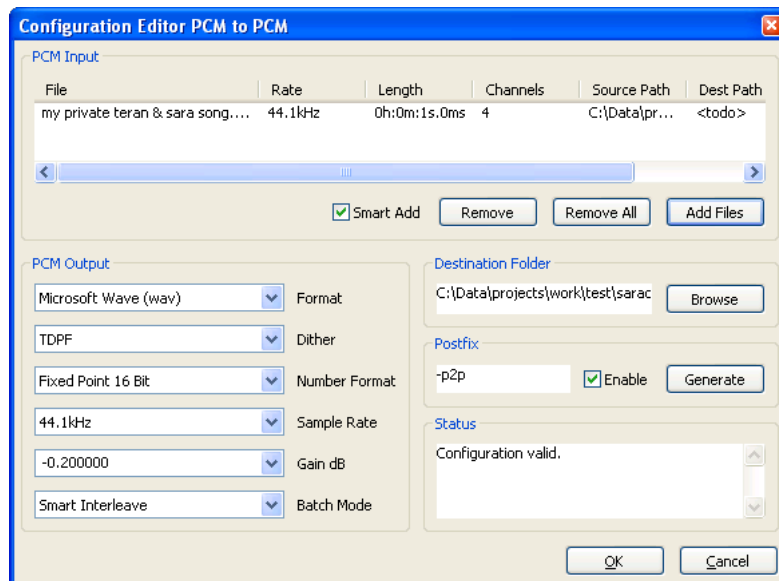 Configuration Editor PCM to PCM
PCM Input
File Rate Length Channels Source Path Dest Path
my private teran & sara song.... 44.1kHz 0h:0m:1s.0ms 4 C:\Data\pr... <todo>
Smart Add Remove Remove All Add Files
PCM Output
Microsoft Wave (wav) Format
TDPF Dither
Fixed Point 16 Bit Number Format
44.1kHz Sample Rate
-0.200000 Gain dB
Smart Interleave Batch Mode
Destination Folder
C:\Data\projects\work\test\sarac Browse
Postfix
-p2p Enable Generate
Status
Configuration valid.
OK Cancel